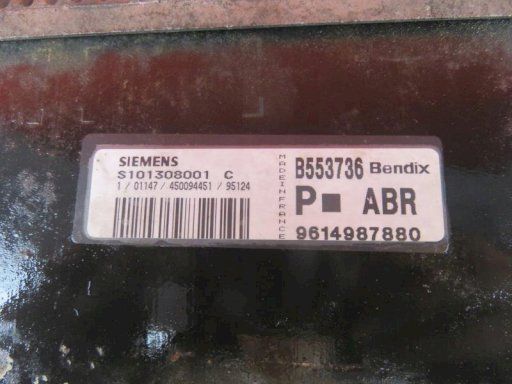 SIEMENS
S101308001 C
1 / 01147 / 450094451 / 95124
MADE IN FRANCE
B553736 Bendix
P■ ABR
9614987880